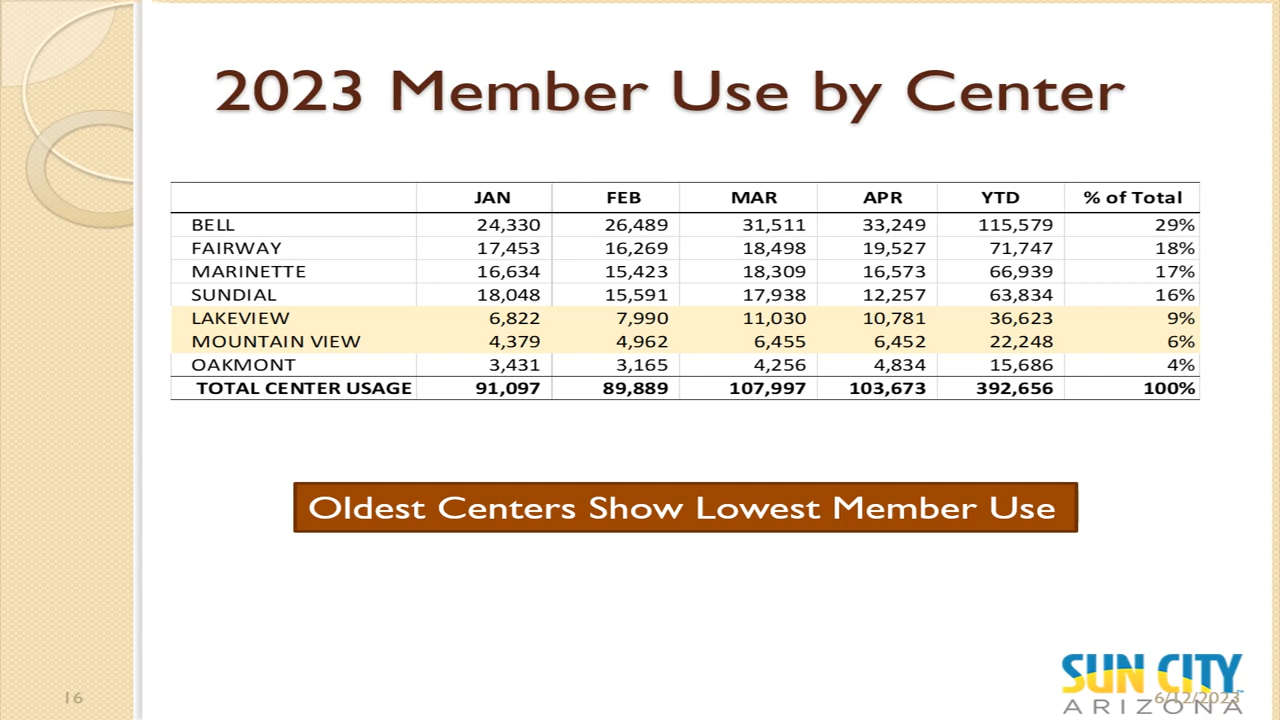 2023 Member Use by Center
JAN FEB MAR APR YTD % of Total
BELL 24,330 26,489 31,511 33,249 115,579 29%
FAIRWAY 17,453 16,269 18,498 19,527 71,747 18%
MARINETTE 16,634 15,423 18,309 16,573 66,939 17%
SUNDIAL 18,048 15,591 17,938 12,257 63,834 16%
LAKEVIEW 6,822 7,990 11,030 10,781 36,623 9%
MOUNTAIN VIEW 4,379 4,962 6,455 6,452 22,248 6%
OAKMONT 3,431 3,165 4,256 4,834 15,686 4%
TOTAL CENTER USAGE 91,097 89,889 107,997 103,673 392,656 100%
Oldest Centers Show Lowest Member Use
SUN CITY™
ARIZONA
16
6/12/2023